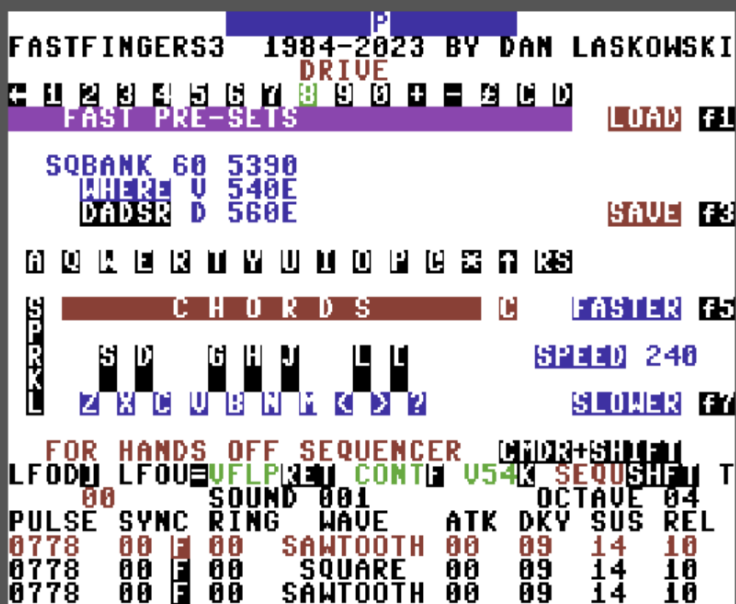 P
FASTFINGERS3 1984-2023 BY DAN LASKOWSKI
DRIVE
← 1 2 3 4 5 6 7 8 9 0 + - £ C D
FAST PRE-SETS LOAD f1
SQBANK 60 5390
WHERE V 540E
DADSR D 560E SAVE f3
A Q W E R T Y U I O P C * ↑ RS
S C H O R D S C FASTER f5
P
R S D G H J L [ SPEED 240
K
L Z X C V B N M < > ? SLOWER f7
FOR HANDS OFF SEQUENCER CMDR+SHIFT
LFODJ LFOU=VFLPRET CONTF V54K SEQUSHFT T
00 SOUND 001 OCTAVE 04
PULSE SYNC RING WAVE ATK DKY SUS REL
0778 00 F 00 SAWTOOTH 00 09 14 10
0778 00 F 00 SQUARE 00 09 14 10
0778 00 F 00 SAWTOOTH 00 09 14 10